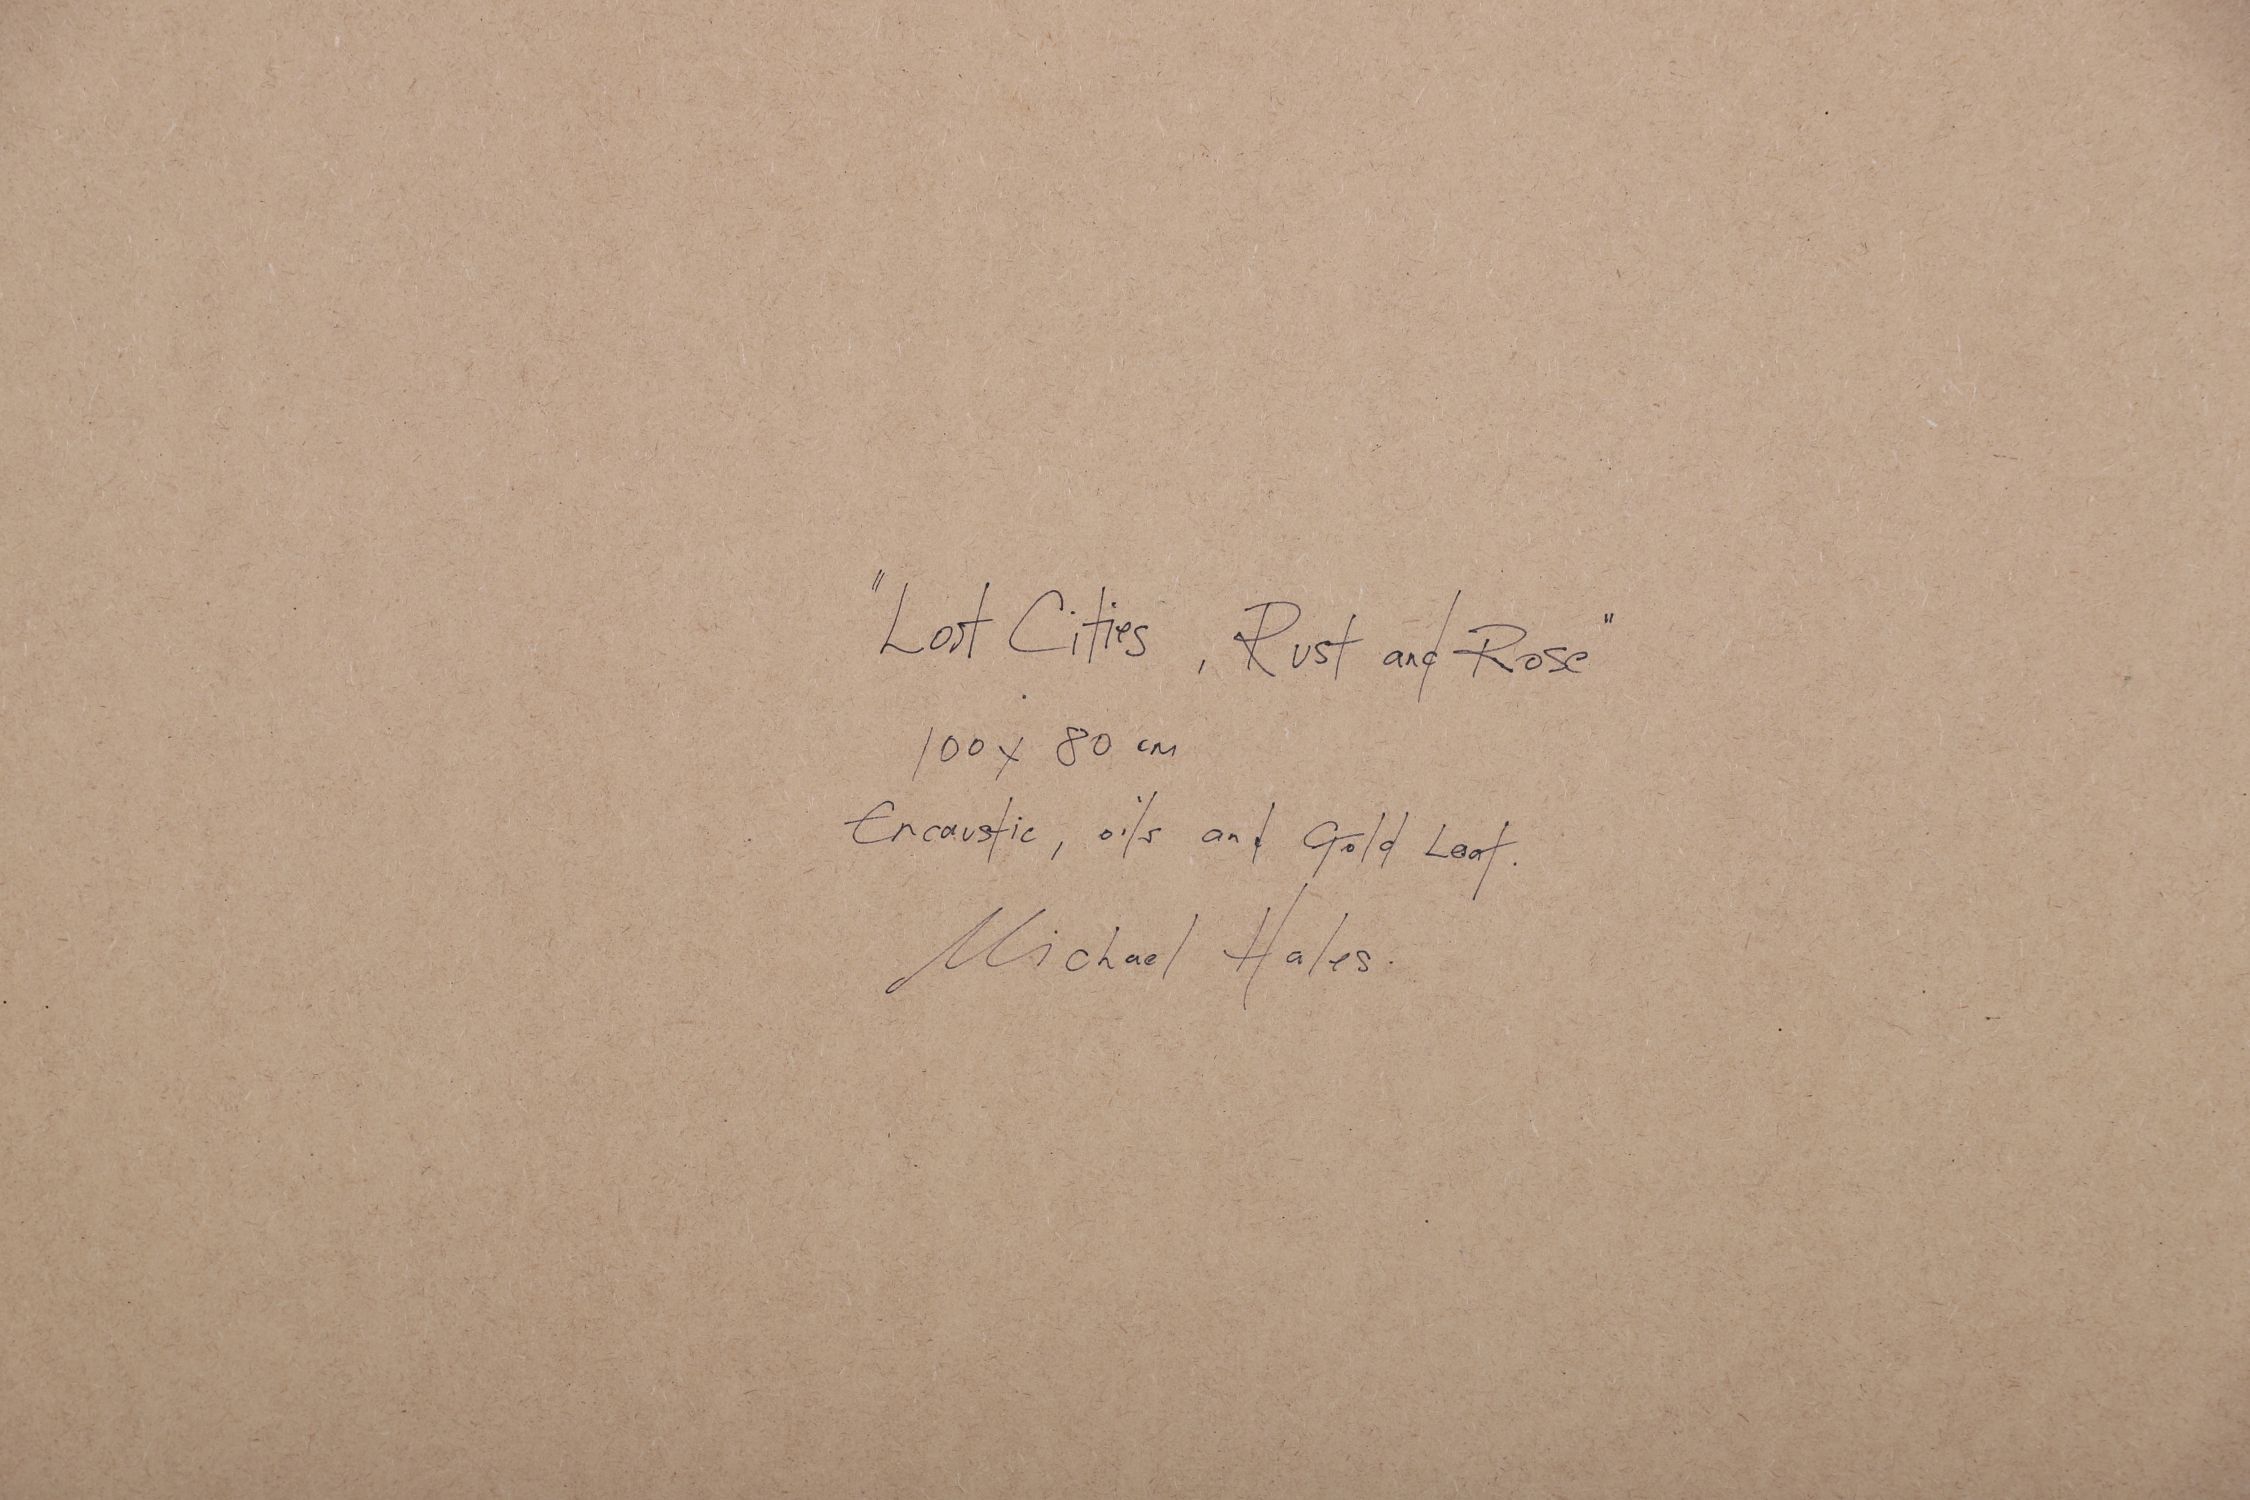 "Lost Cities, Rust and Rose"
100 x 80 cm
Encaustic, oils and Gold Leaf.
Michael Hales.